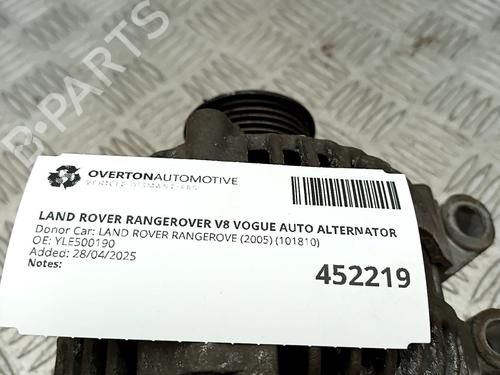 B-PARTS
OVERTONAUTOMOTIVE
VEHICLE DISMANTLERS
LAND ROVER RANGEROVER V8 VOGUE AUTO ALTERNATOR
Donor Car: LAND ROVER RANGEROVE (2005) (101810)
OE: YLE500190
Added: 28/04/2025
Notes:
452219